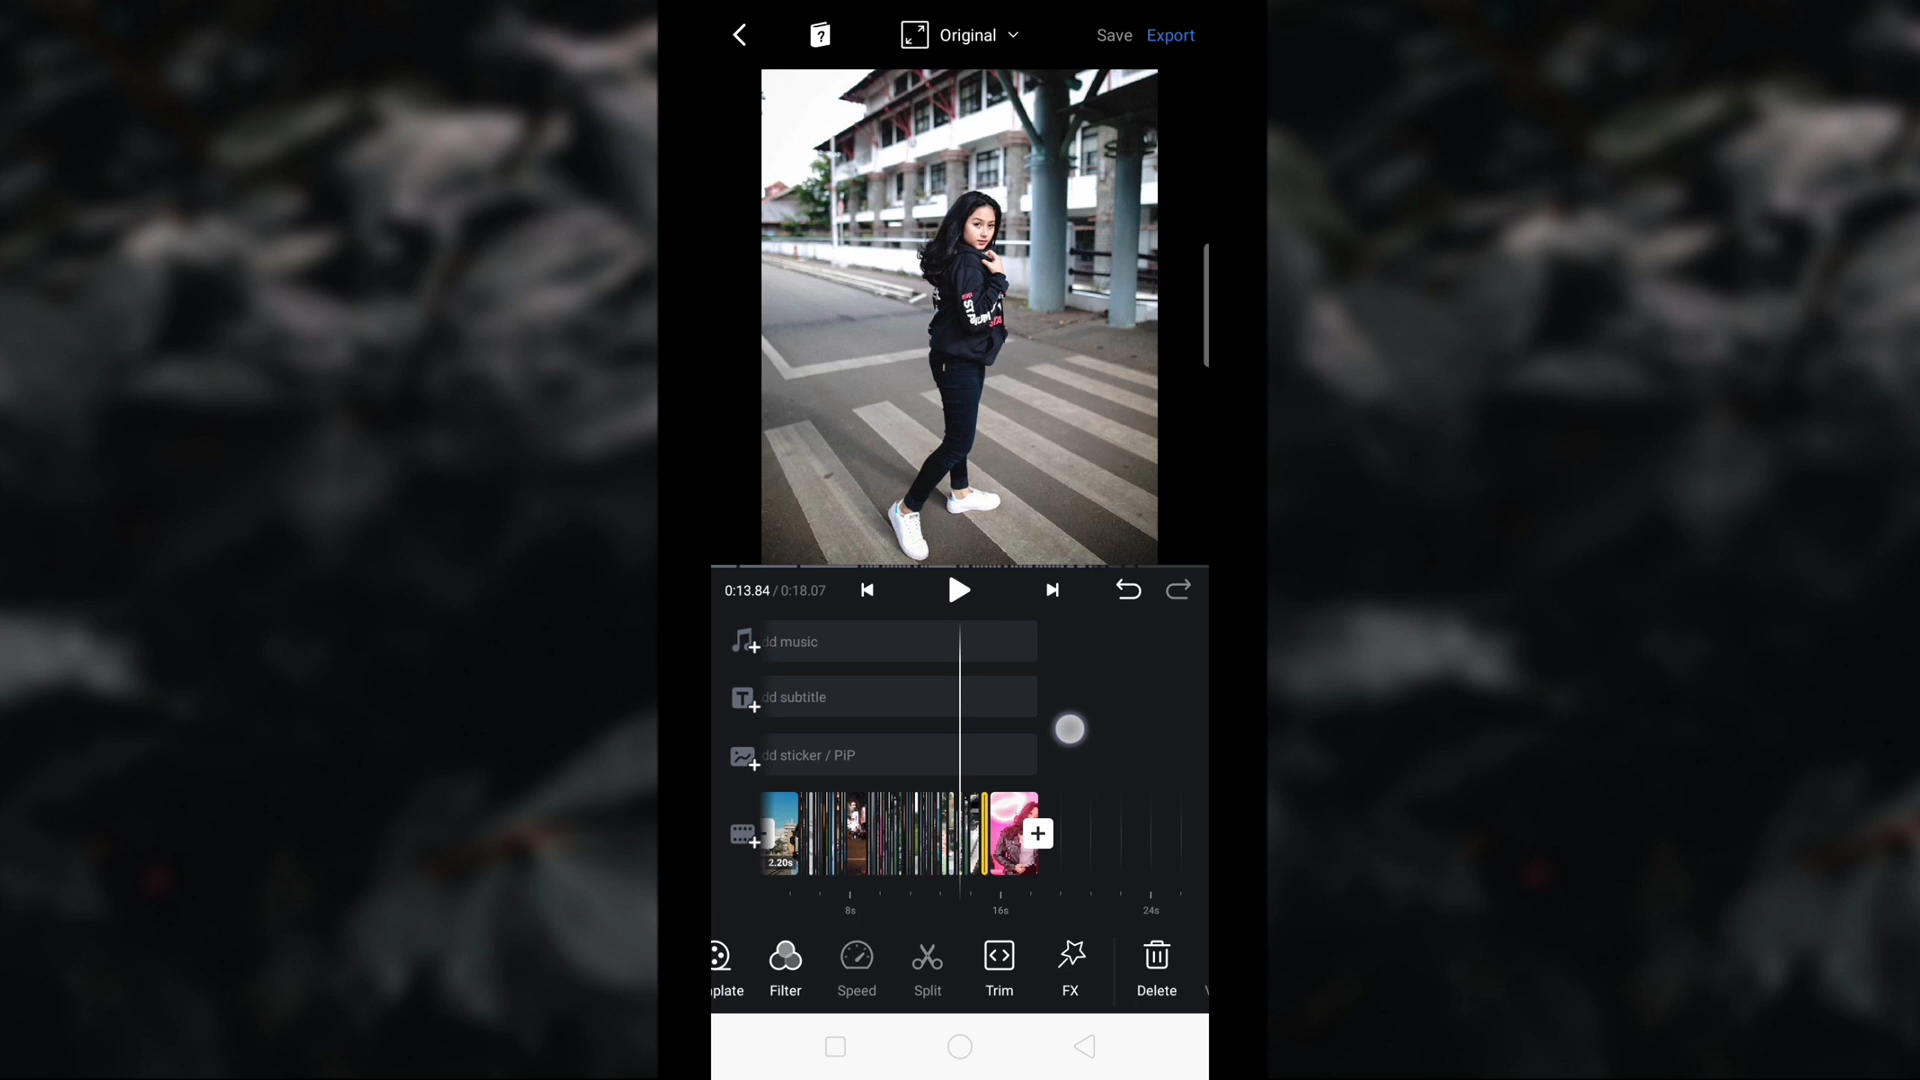 Original
Save
Export
0:13.84 / 0:18.07
dd music
dd subtitle
dd sticker / PiP
2.20s
8s
16s
24s
plate
Filter
Speed
Split
Trim
FX
Delete